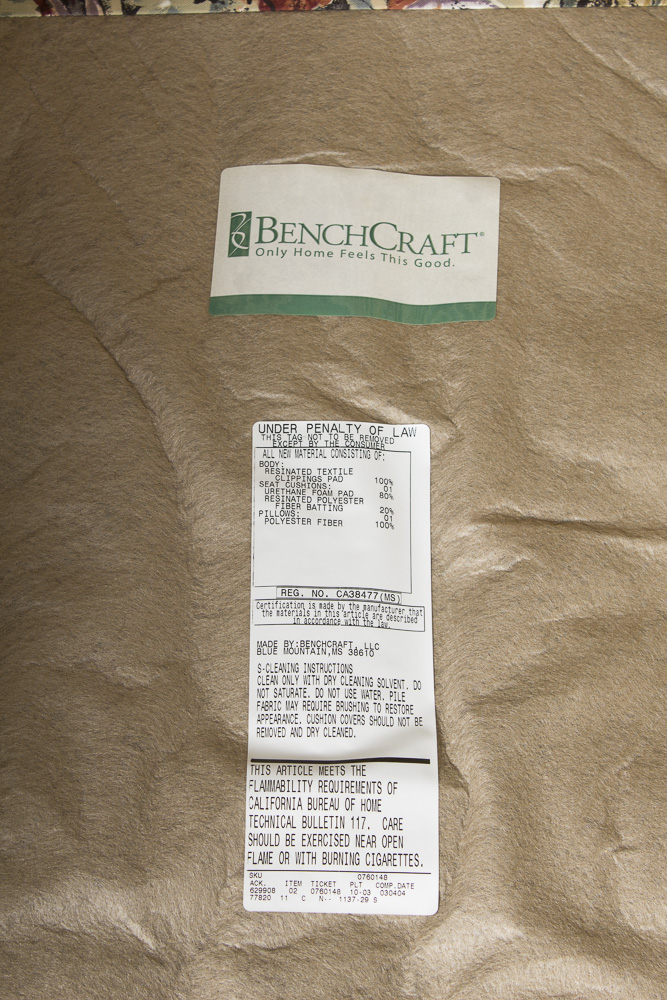 BENCHCRAFT®
Only Home Feels This Good.
UNDER PENALTY OF LAW
THIS TAG NOT TO BE REMOVED
EXCEPT BY THE CONSUMER
ALL NEW MATERIAL CONSISTING OF:
BODY:
RESINATED TEXTILE
CLIPPINGS PAD 100%
SEAT CUSHIONS: 01
URETHANE FOAM PAD 80%
RESINATED POLYESTER
FIBER BATTING 20%
PILLOWS: 01
POLYESTER FIBER 100%
REG. NO. CA38477(MS)
Certification is made by the manufacturer that
the materials in this article are described
in accordance with the law.
MADE BY:BENCHCRAFT, LLC
BLUE MOUNTAIN,MS 38610
S-CLEANING INSTRUCTIONS
CLEAN ONLY WITH DRY CLEANING SOLVENT. DO
NOT SATURATE. DO NOT USE WATER. PILE
FABRIC MAY REQUIRE BRUSHING TO RESTORE
APPEARANCE. CUSHION COVERS SHOULD NOT BE
REMOVED AND DRY CLEANED.
THIS ARTICLE MEETS THE
FLAMMABILITY REQUIREMENTS OF
CALIFORNIA BUREAU OF HOME
TECHNICAL BULLETIN 117. CARE
SHOULD BE EXERCISED NEAR OPEN
FLAME OR WITH BURNING CIGARETTES.
SKU 0760148
ACK. ITEM TICKET PLT COMP.DATE
629908 02 0760148 10-03 030404
77820 11 C N-- 1137-29 S